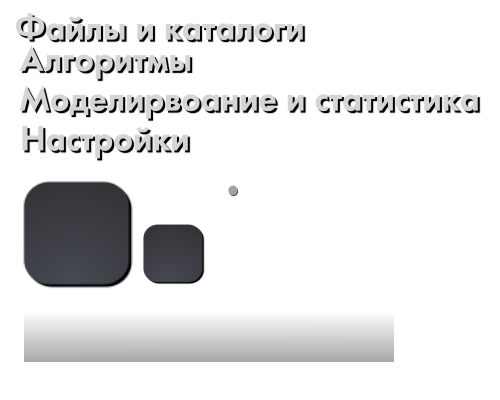 Файлы и каталоги
Алгоритмы
Моделирвоание и статистика
Настройки